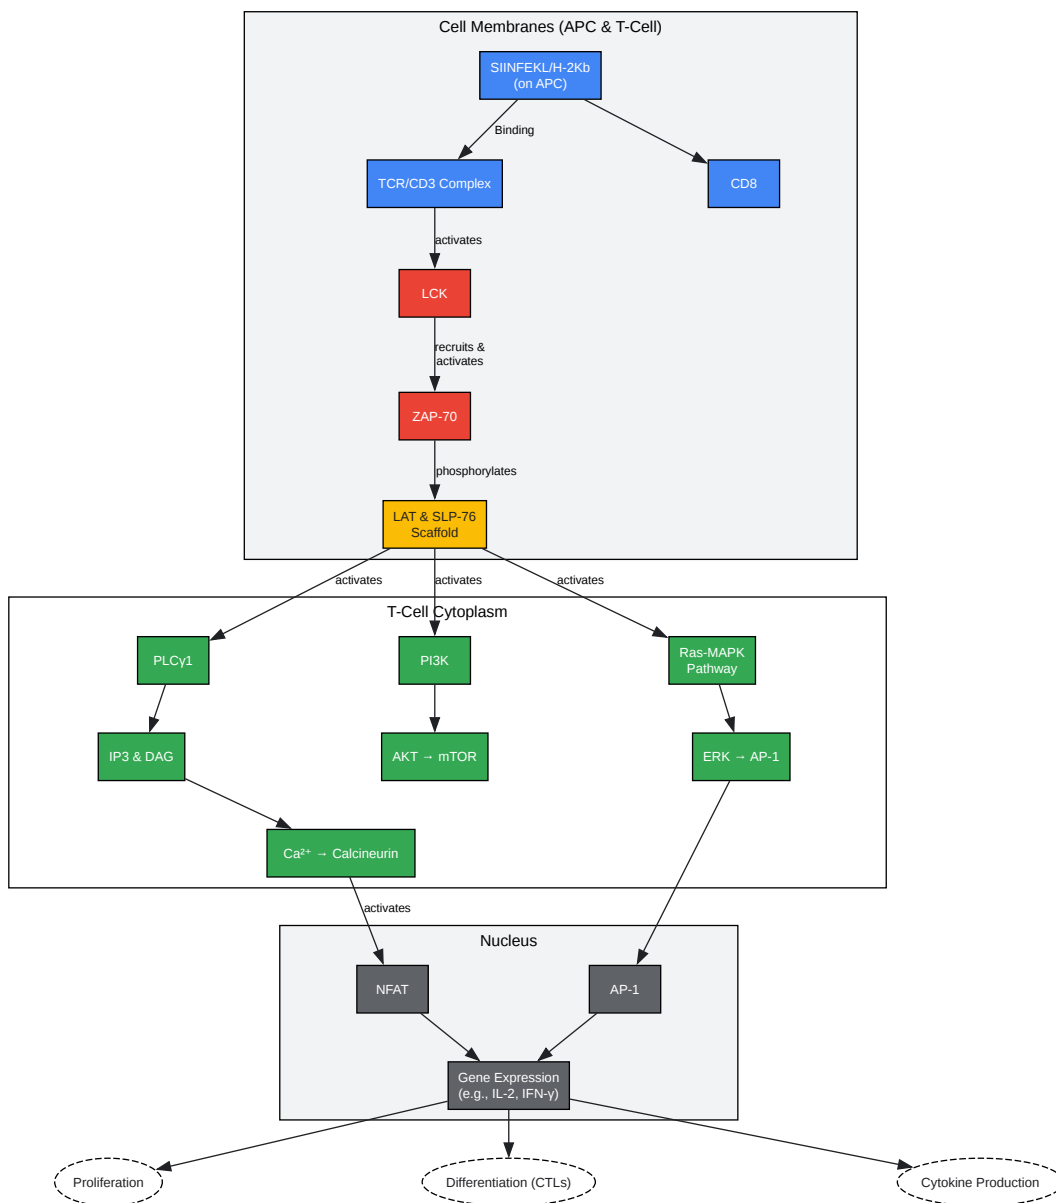 Cell Membranes (APC & T-Cell)
SIINFEKL/H-2Kb
(on APC)
Binding
TCR/CD3 Complex
CD8
activates
LCK
recruits &
activates
ZAP-70
phosphorylates
LAT & SLP-76
Scaffold
activates
activates
activates
T-Cell Cytoplasm
PLCγ1
PI3K
Ras-MAPK
Pathway
IP3 & DAG
AKT → mTOR
ERK → AP-1
Ca²⁺ → Calcineurin
activates
Nucleus
NFAT
AP-1
Gene Expression
(e.g., IL-2, IFN-γ)
Proliferation
Differentiation (CTLs)
Cytokine Production